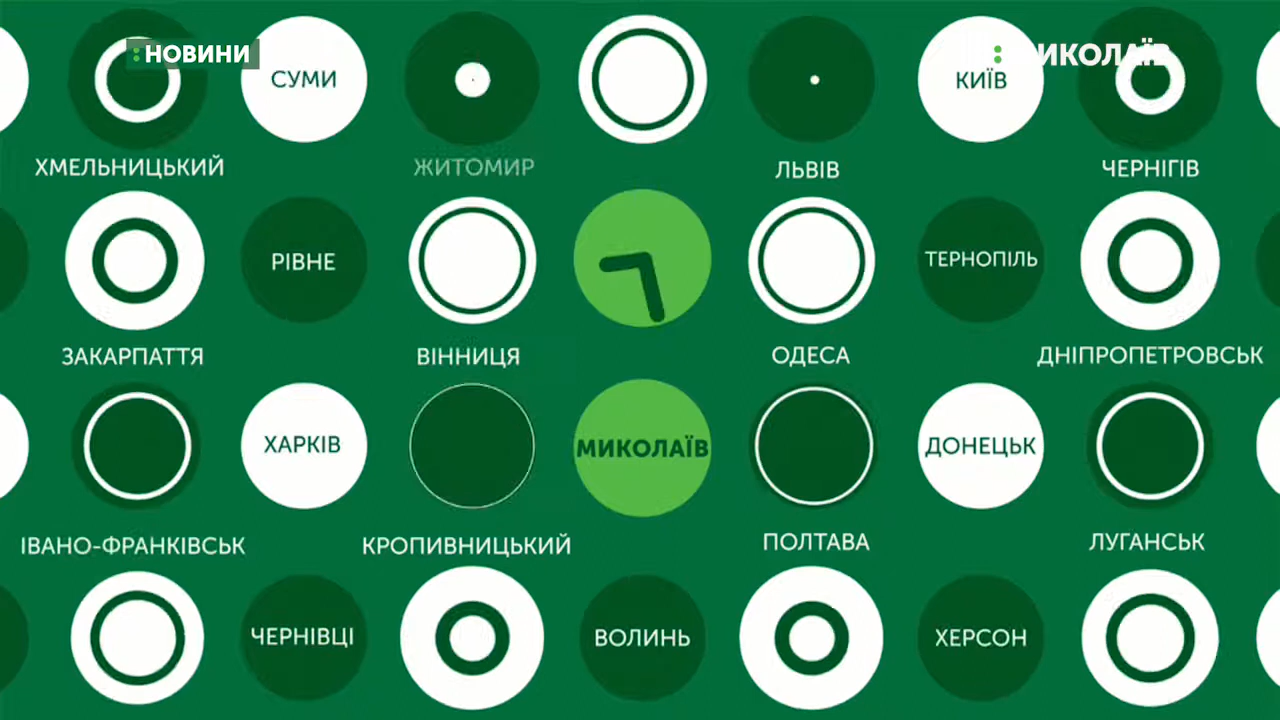 :НОВИНИ
: МИКОЛАЇВ
СУМИ
КИЇВ
ХМЕЛЬНИЦЬКИЙ
ЖИТОМИР
ЛЬВІВ
ЧЕРНІГІВ
РІВНЕ
ТЕРНОПІЛЬ
ЗАКАРПАТТЯ
ВІННИЦЯ
ОДЕСА
ДНІПРОПЕТРОВСЬК
ХАРКІВ
МИКОЛАЇВ
ДОНЕЦЬК
ІВАНО-ФРАНКІВСЬК
КРОПИВНИЦЬКИЙ
ПОЛТАВА
ЛУГАНСЬК
ЧЕРНІВЦІ
ВОЛИНЬ
ХЕРСОН